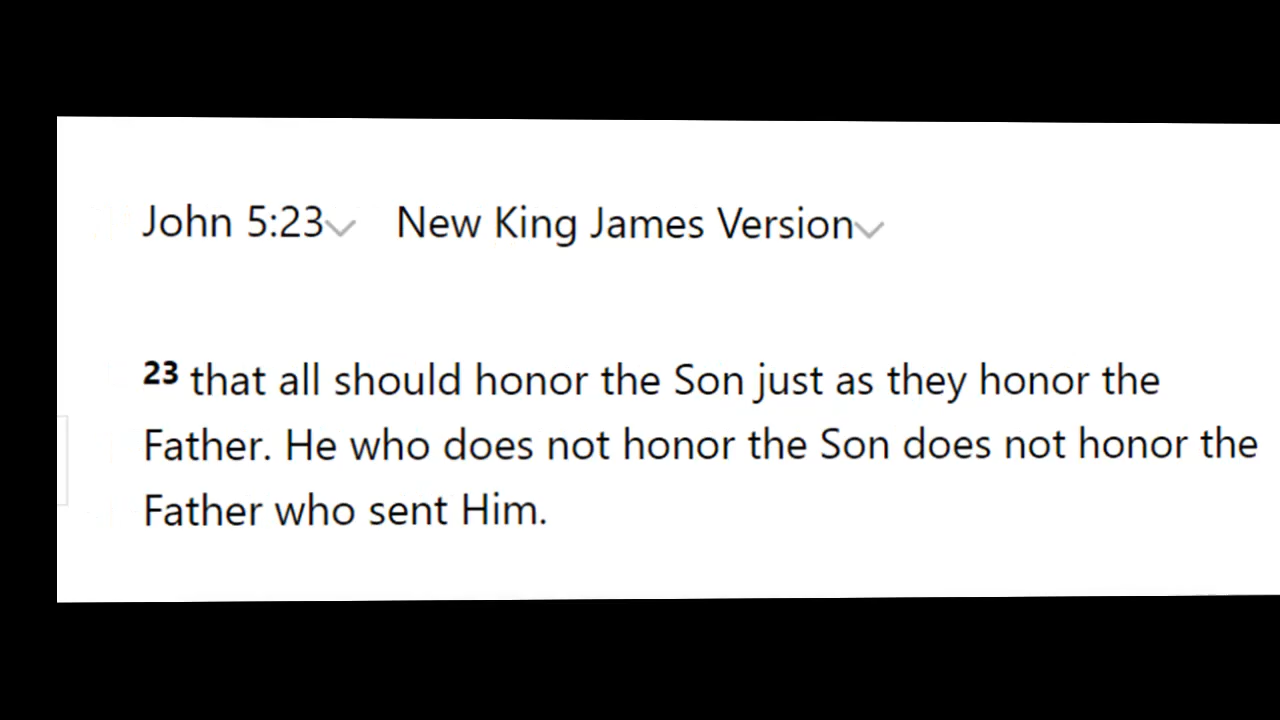 John 5:23 New King James Version
23 that all should honor the Son just as they honor the
Father. He who does not honor the Son does not honor the
Father who sent Him.